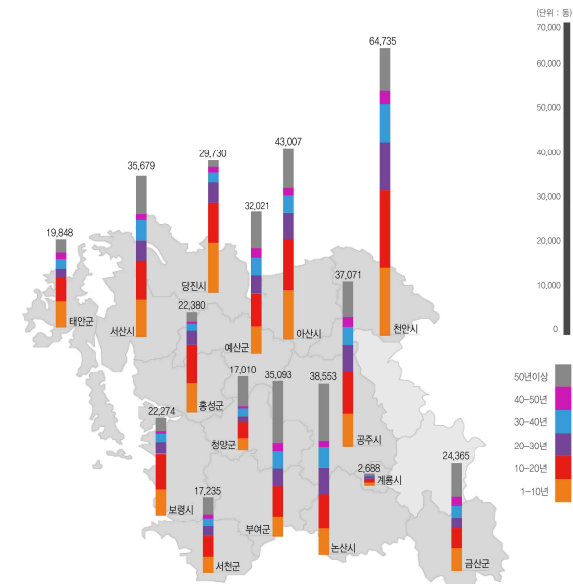 (단위 : 동)
70,000
60,000
50,000
40,000
30,000
20,000
10,000
0
64,735
천안시
43,007
아산시
29,730
당진시
35,679
서산시
32,021
예산군
19,848
태안군
37,071
공주시
22,380
홍성군
17,010
청양군
35,093
부여군
38,553
논산시
22,274
보령시
2,688
계룡시
24,365
금산군
17,235
서천군
50년이상
40-50년
30-40년
20-30년
10-20년
1-10년